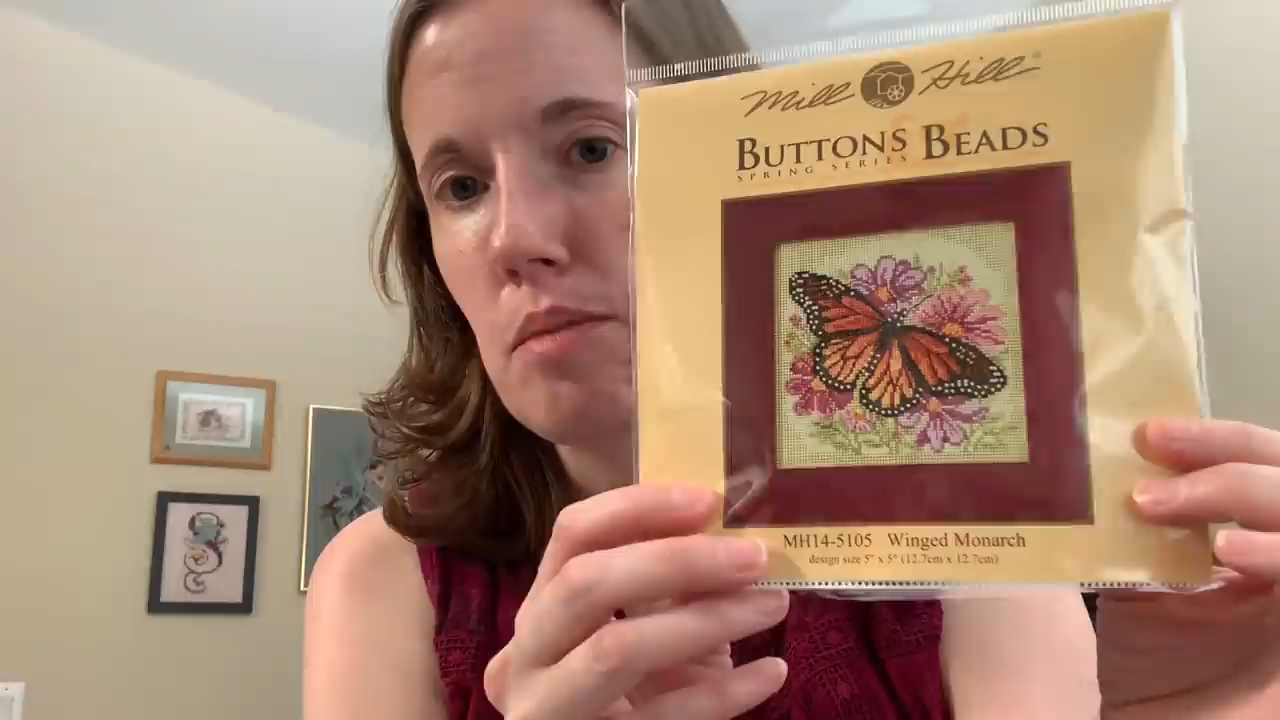 Mill Hill®
BUTTONS BEADS
SPRING SERIES
MH14-5105 Winged Monarch
design size 5" x 5" (12.7cm x 12.7cm)